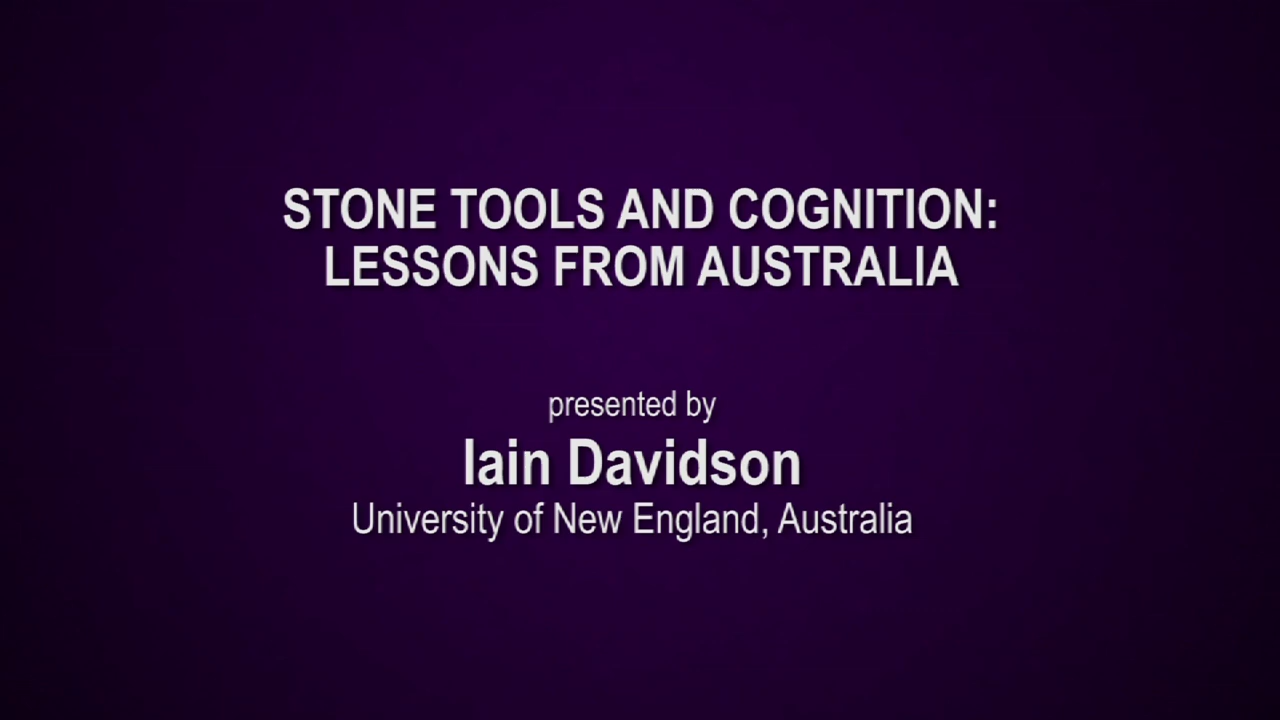 STONE TOOLS AND COGNITION:
LESSONS FROM AUSTRALIA
presented by
Iain Davidson
University of New England, Australia